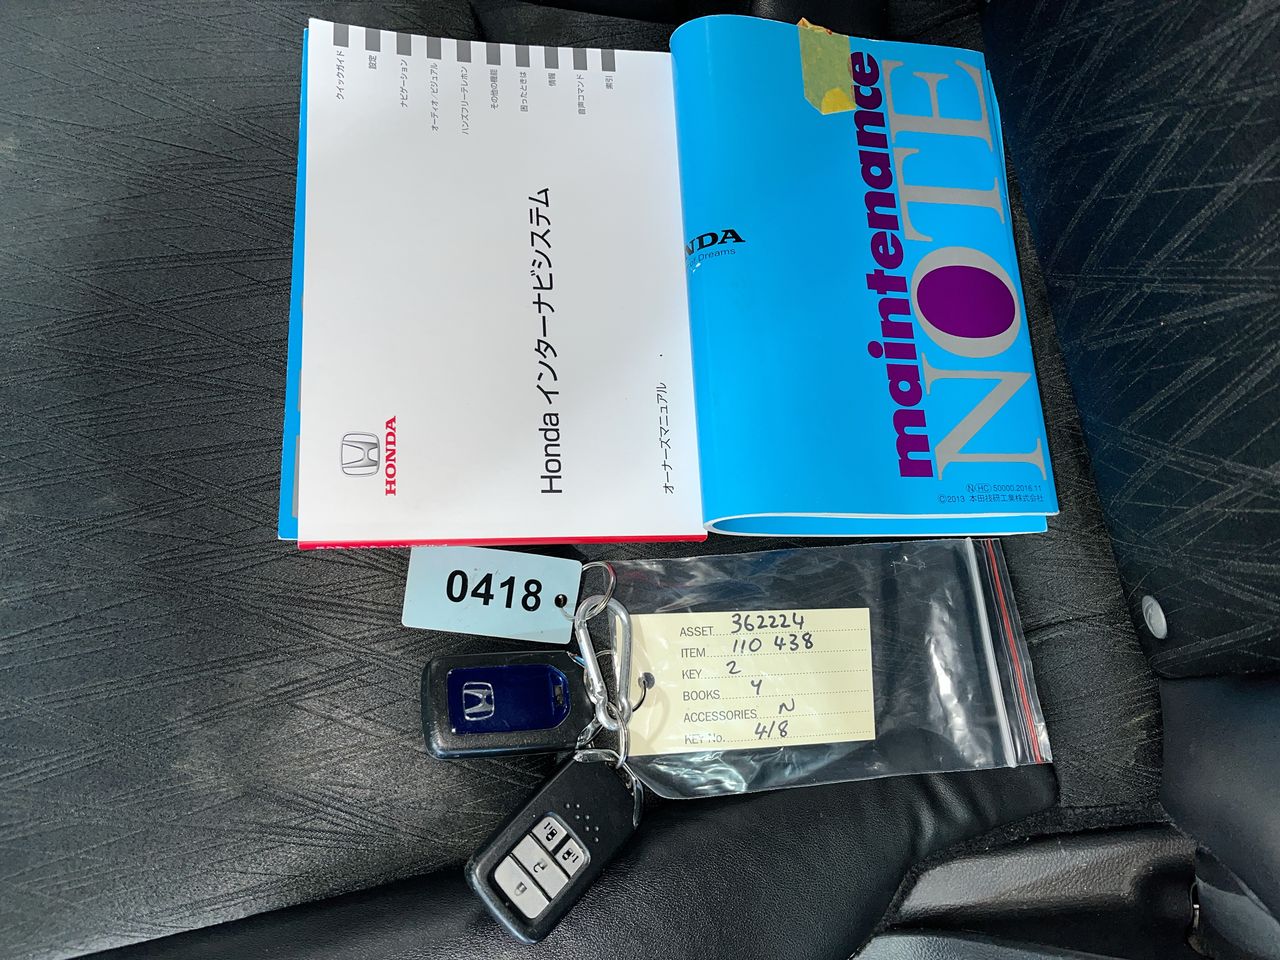 クイックガイド
設定
ナビゲーション
オーディオ/ビジュアル
ハンズフリーテレホン
その他の機能
困ったときは
情報
音声コマンド
索引
Honda インターナビシステム
オーナーズマニュアル
HONDA
NDA
of Dreams
maintenance
NOTE
N HC 50000.2016.11
©2013 本田技研工業株式会社
0418
ASSET 362224
ITEM 110 438
KEY 2
BOOKS 4
ACCESSORIES N
KEY No. 418